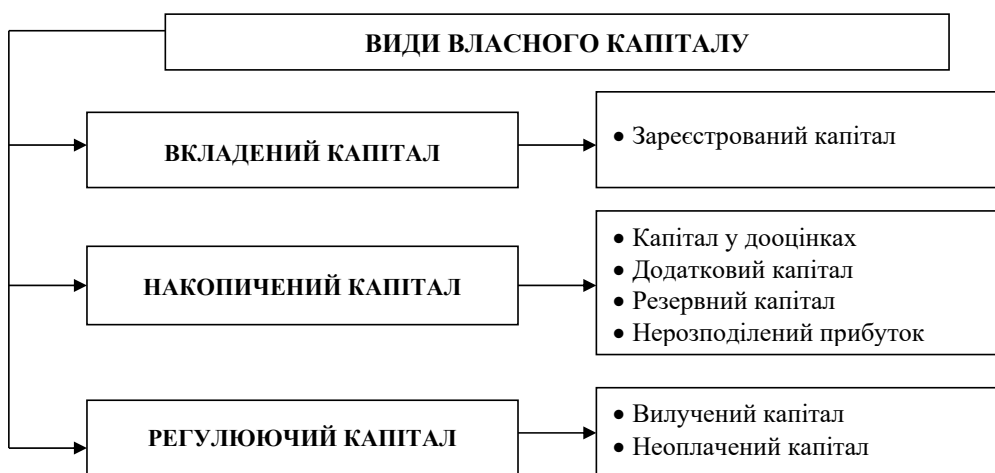 ВИДИ ВЛАСНОГО КАПІТАЛУ
ВКЛАДЕНИЙ КАПІТАЛ
• Зареєстрований капітал
НАКОПИЧЕНИЙ КАПІТАЛ
• Капітал у дооцінках
• Додатковий капітал
• Резервний капітал
• Нерозподілений прибуток
РЕГУЛЮЮЧИЙ КАПІТАЛ
• Вилучений капітал
• Неоплачений капітал